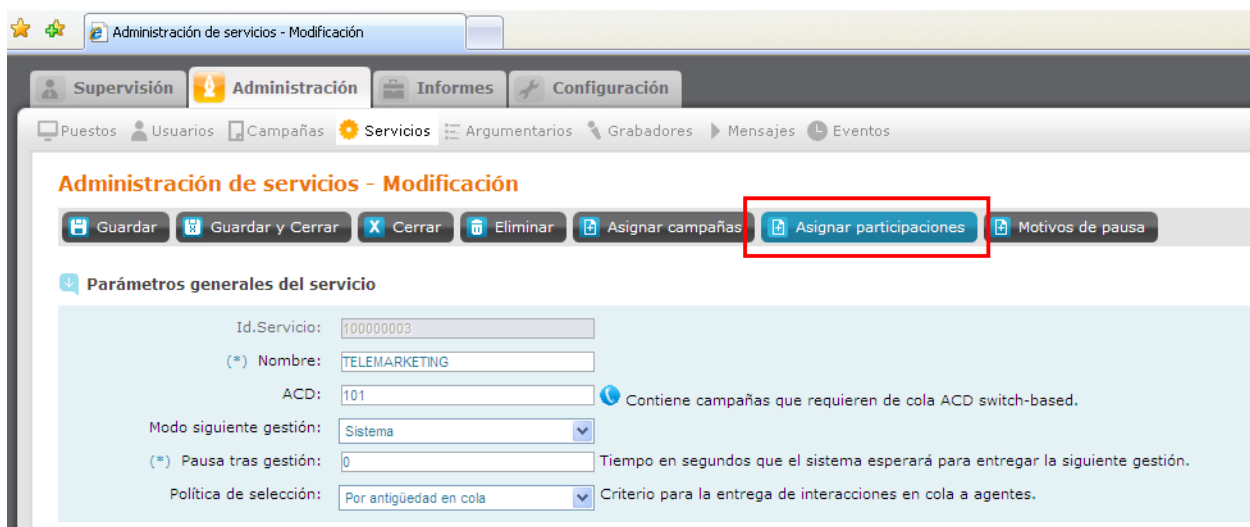 Administración de servicios - Modificación
Supervisión Administración Informes Configuración
Puestos Usuarios Campañas Servicios Argumentarios Grabadores Mensajes Eventos
Administración de servicios - Modificación
Guardar Guardar y Cerrar Cerrar Eliminar Asignar campañas Asignar participaciones Motivos de pausa
Parámetros generales del servicio
Id.Servicio: 100000003
(*) Nombre: TELEMARKETING
ACD: 101 Contiene campañas que requieren de cola ACD switch-based.
Modo siguiente gestión: Sistema
(*) Pausa tras gestión: 0 Tiempo en segundos que el sistema esperará para entregar la siguiente gestión.
Política de selección: Por antigüedad en cola Criterio para la entrega de interacciones en cola a agentes.